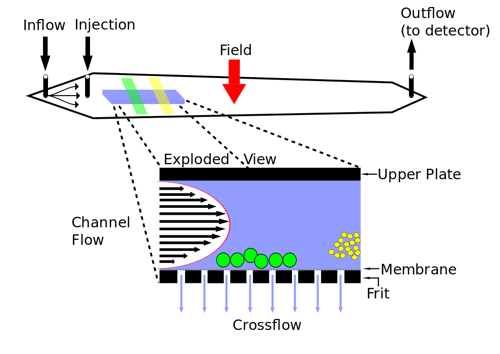 Inflow
Injection
Outflow
(to detector)
Field
Exploded View
Upper Plate
Channel
Flow
Membrane
Frit
Crossflow